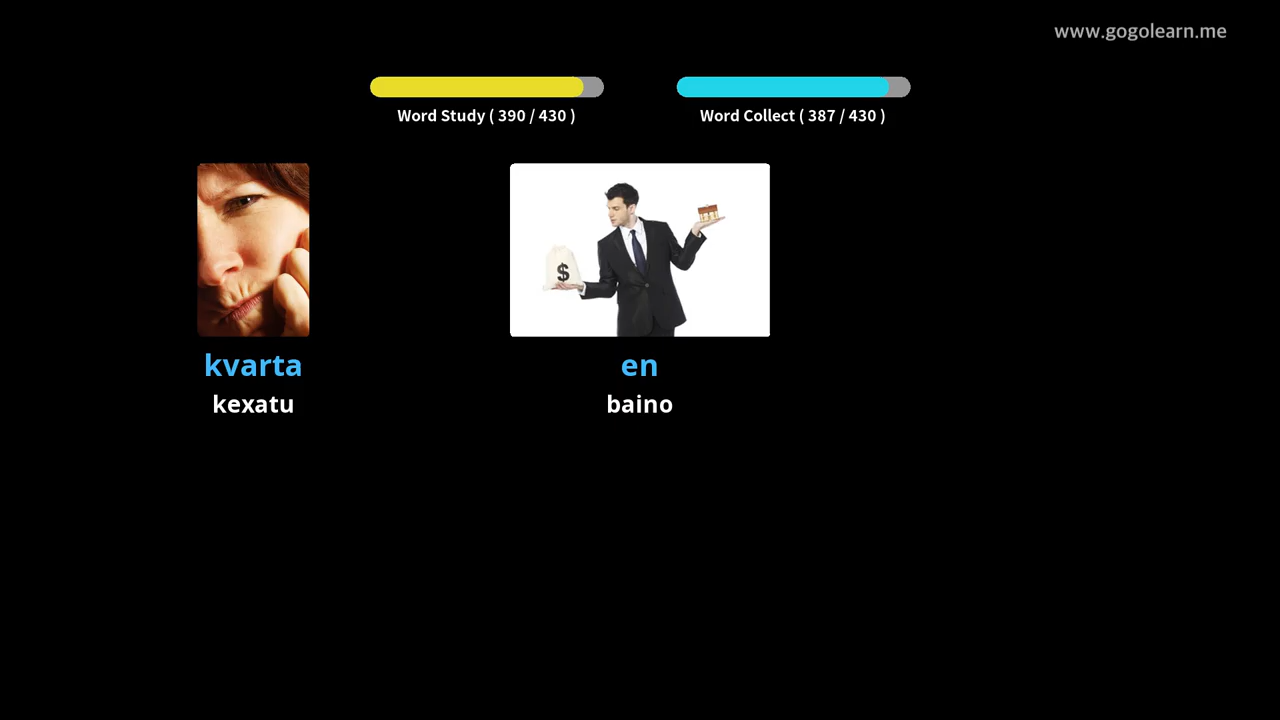 www.gogolearn.me
Word Study ( 390 / 430 )
Word Collect ( 387 / 430 )
$
kvarta
kexatu
en
baino